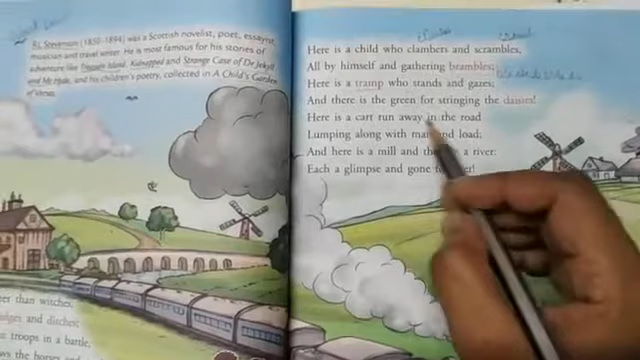 R.L. Stevenson (1850-1894) was a Scottish novelist, poet, essayist,
musician and travel writer. He is most famous for his stories of
adventure like Treasure Island, Kidnapped and Strange Case of Dr Jekyll
and Mr Hyde, and his children's poetry, collected in A Child's Garden
of Verses.
than witches,
and ditches;
troops in a battle,
the horses and
Here is a child who clambers and scrambles,
All by himself and gathering brambles;
Here is a tramp who stands and gazes;
And there is the green for stringing the daisies!
Here is a cart run away in the road
Lumping along with man and load;
And here is a mill and a river:
Each a glimpse and gone